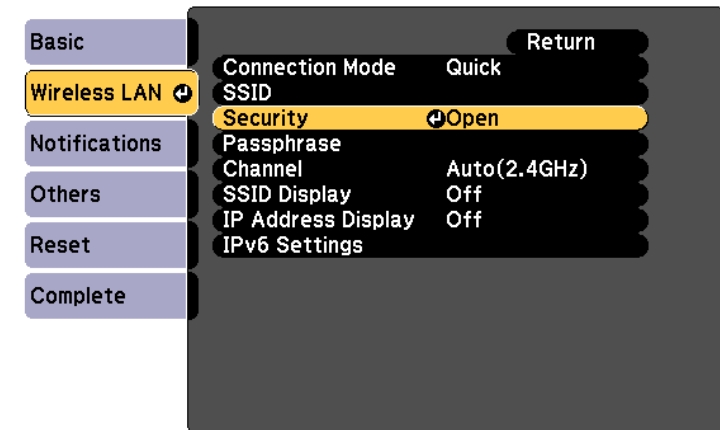 Basic
Wireless LAN
Notifications
Others
Reset
Complete
Return
Connection Mode Quick
SSID
Security Open
Passphrase
Channel Auto(2.4GHz)
SSID Display Off
IP Address Display Off
IPv6 Settings